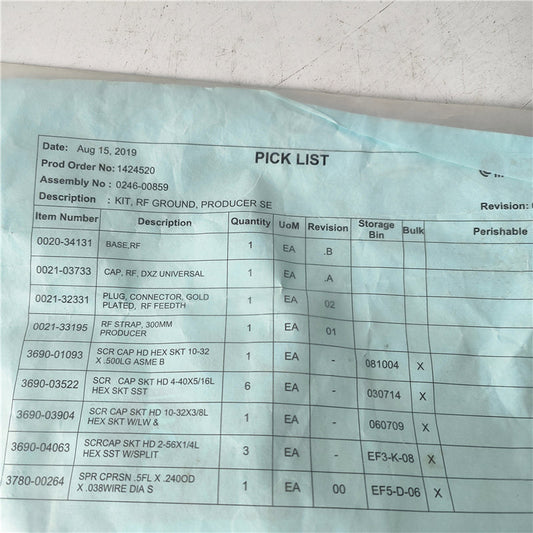 Date: Aug 15, 2019
PICK LIST
Prod Order No: 1424520
Assembly No : 0246-00859
Description : KIT, RF GROUND, PRODUCER SE
Revision:
Item Number Description Quantity UoM Revision Storage Bin Bulk Perishable
0020-34131 BASE,RF 1 EA .B
0021-03733 CAP, RF, DXZ UNIVERSAL 1 EA .A
0021-32331 PLUG, CONNECTOR, GOLD
PLATED, RF FEEDTH 1 EA 02
0021-33195 RF STRAP, 300MM
PRODUCER 1 EA 01
3690-01093 SCR CAP HD HEX SKT 10-32
X .500LG ASME B 1 EA - 081004 X
3690-03522 SCR CAP SKT HD 4-40X5/16L
HEX SKT SST 6 EA - 030714 X
3690-03904 SCR CAP SKT HD 10-32X3/8L
HEX SKT W/LW & 1 EA - 060709 X
3690-04063 SCRCAP SKT HD 2-56X1/4L
HEX SST W/SPLIT 3 EA - EF3-K-08 X
3780-00264 SPR CPRSN .5FL X .240OD
X .038WIRE DIA S 1 EA 00 EF5-D-06 X